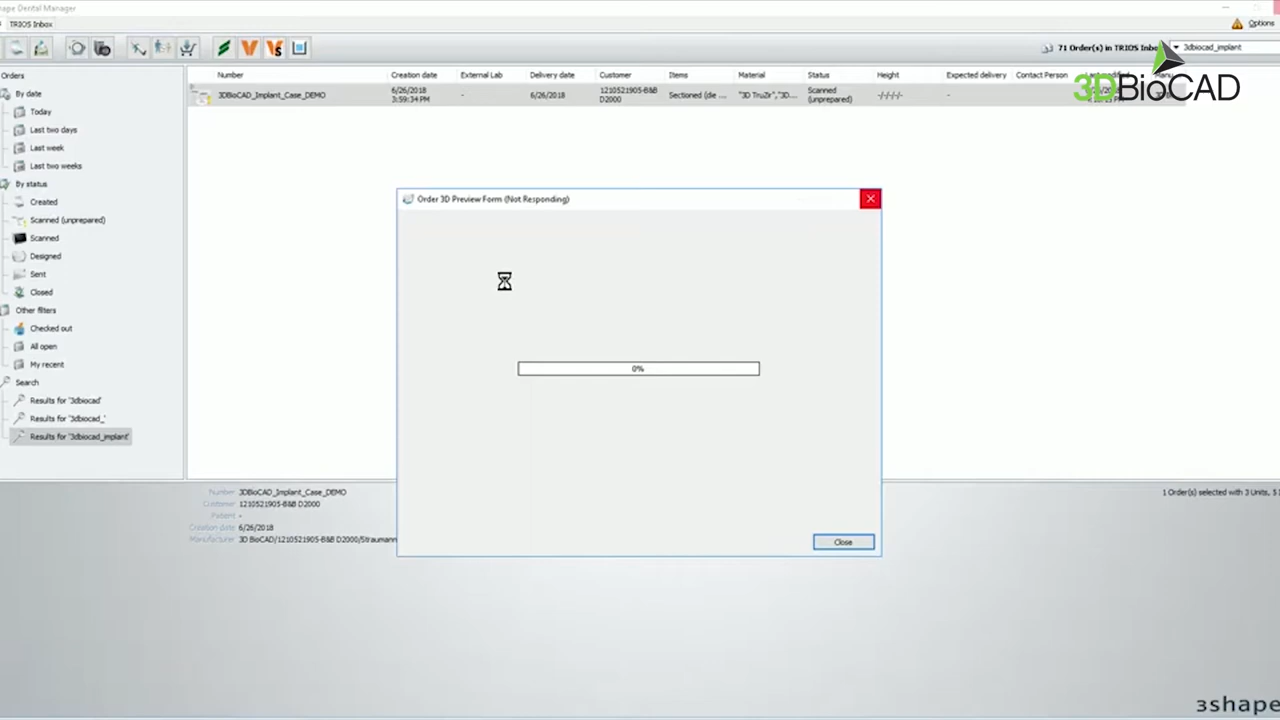 shape Dental Manager
TRIOS Inbox
Options
71 Order(s) in TRIOS Inbox
3dbiocad_implant
3DBioCAD
Orders
By date
Today
Last two days
Last week
Last two weeks
By status
Created
Scanned (unprepared)
Scanned
Designed
Sent
Closed
Other filters
Checked out
All open
My recent
Search
Results for '3dbiocad'
Results for '3dbiocad_'
Results for '3dbiocad_implant'
Number Creation date External Lab Delivery date Customer Items Material Status Height Expected delivery Contact Person
3DBioCAD_Implant_Case_DEMO 6/26/2018 3:59:34 PM 6/26/2018 1210521905-B&B D2000 Sectioned (die ... "3D TruZr","3D... Scanned (unprepared) -/-/-/-/- -
Order 3D Preview Form (Not Responding)
0%
Close
Number 3DBioCAD_Implant_Case_DEMO
Customer 1210521905-B&B D2000
Patient -
Creation date 6/26/2018
Manufacturer: 3D BioCAD/1210521905-B&B D2000/Straumann
1 Order(s) selected with 3 Units,
3shape